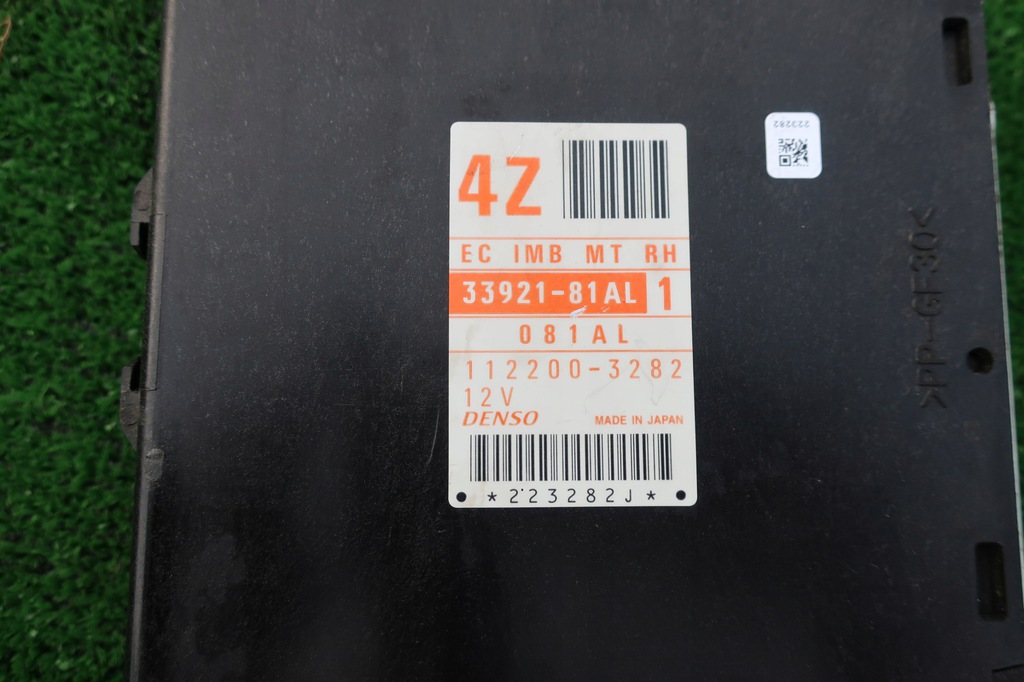 4Z
EC IMB MT RH
33921-81AL 1
081AL
112200-3282
12V
DENSO MADE IN JAPAN
*223282J*
223282
>PP-GF30<